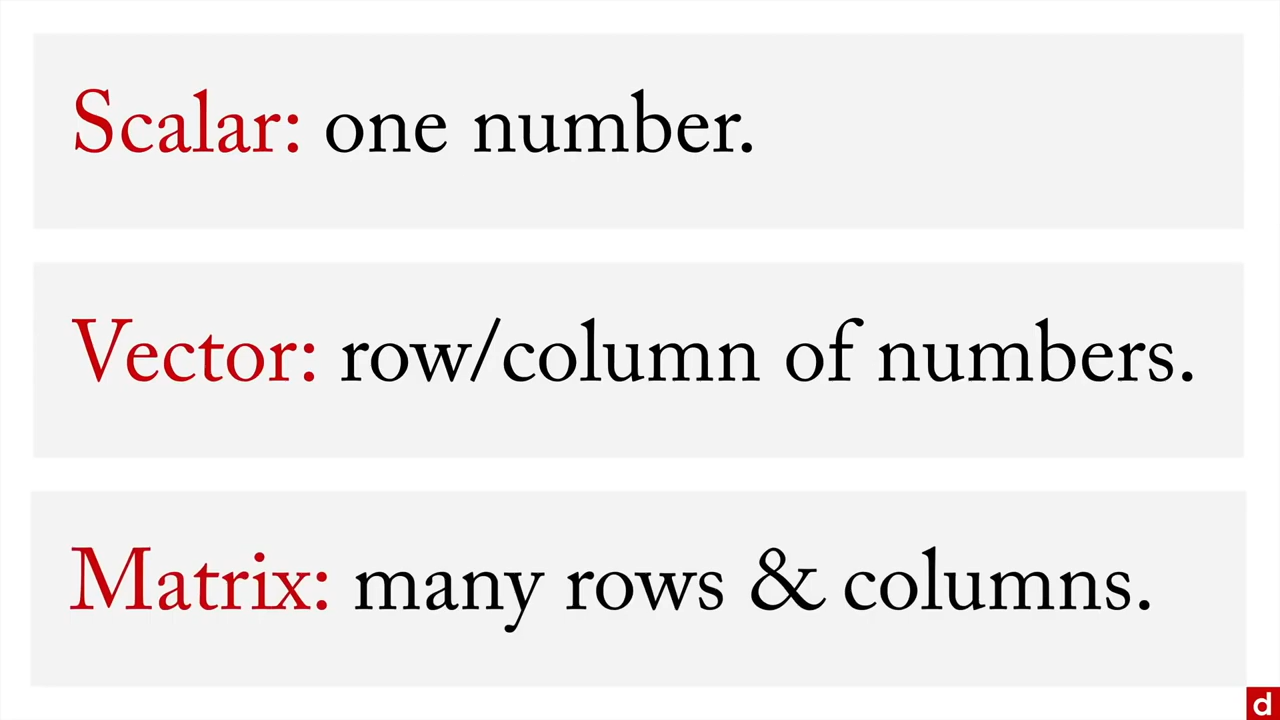 Scalar: one number.
Vector: row/column of numbers.
Matrix: many rows & columns.
d